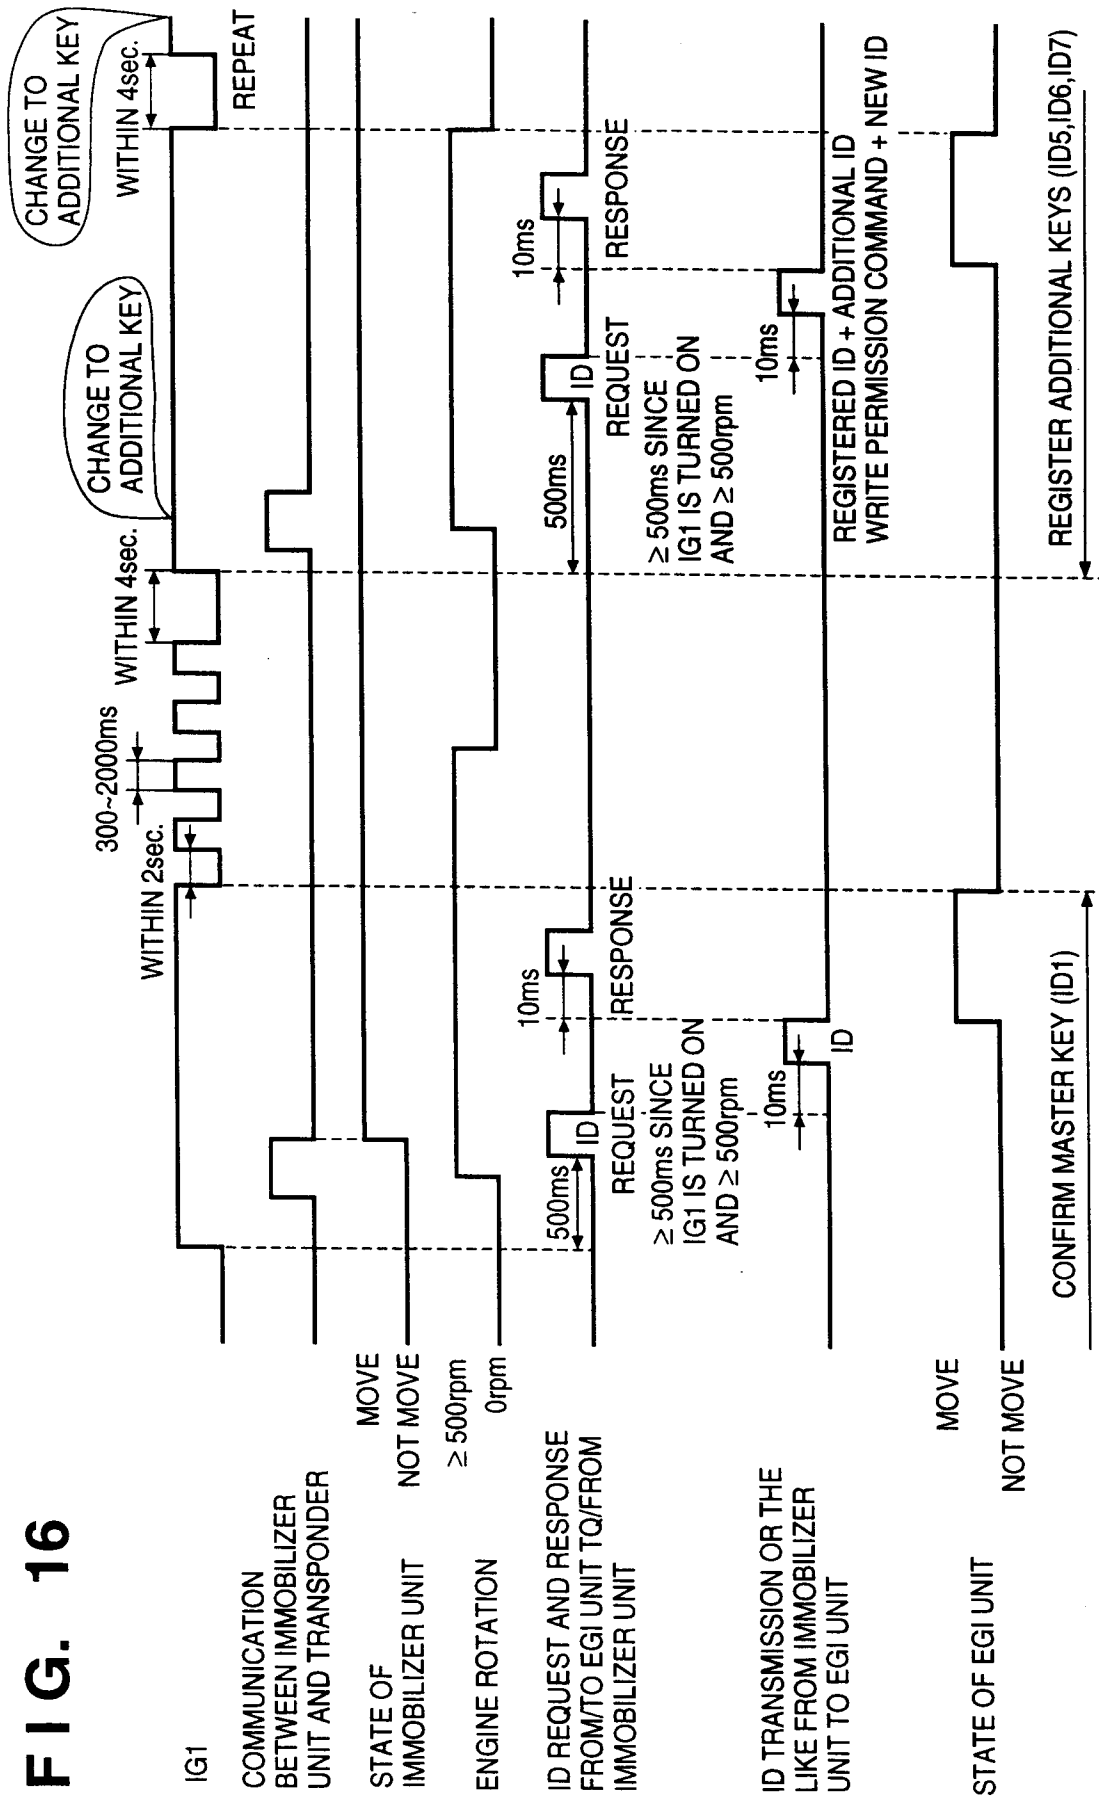 FIG. 16
CHANGE TO
ADDITIONAL KEY
CHANGE TO
ADDITIONAL KEY
WITHIN 2sec.
300~2000ms
WITHIN 4sec.
WITHIN 4sec.
REPEAT
IG1
COMMUNICATION
BETWEEN IMMOBILIZER
UNIT AND TRANSPONDER
STATE OF
IMMOBILIZER UNIT
MOVE
NOT MOVE
ENGINE ROTATION
≥ 500rpm
0rpm
ID REQUEST AND RESPONSE
FROM/TO EGI UNIT TQ/FROM
IMMOBILIZER UNIT
500ms
ID
REQUEST
10ms
RESPONSE
≥ 500ms SINCE
IG1 IS TURNED ON
AND ≥ 500rpm
500ms
ID
REQUEST
10ms
RESPONSE
≥ 500ms SINCE
IG1 IS TURNED ON
AND ≥ 500rpm
ID TRANSMISSION OR THE
LIKE FROM IMMOBILIZER
UNIT TO EGI UNIT
10ms
ID
10ms
REGISTERED ID + ADDITIONAL ID
WRITE PERMISSION COMMAND + NEW ID
STATE OF EGI UNIT
MOVE
NOT MOVE
CONFIRM MASTER KEY (ID1)
REGISTER ADDITIONAL KEYS (ID5,ID6,ID7)